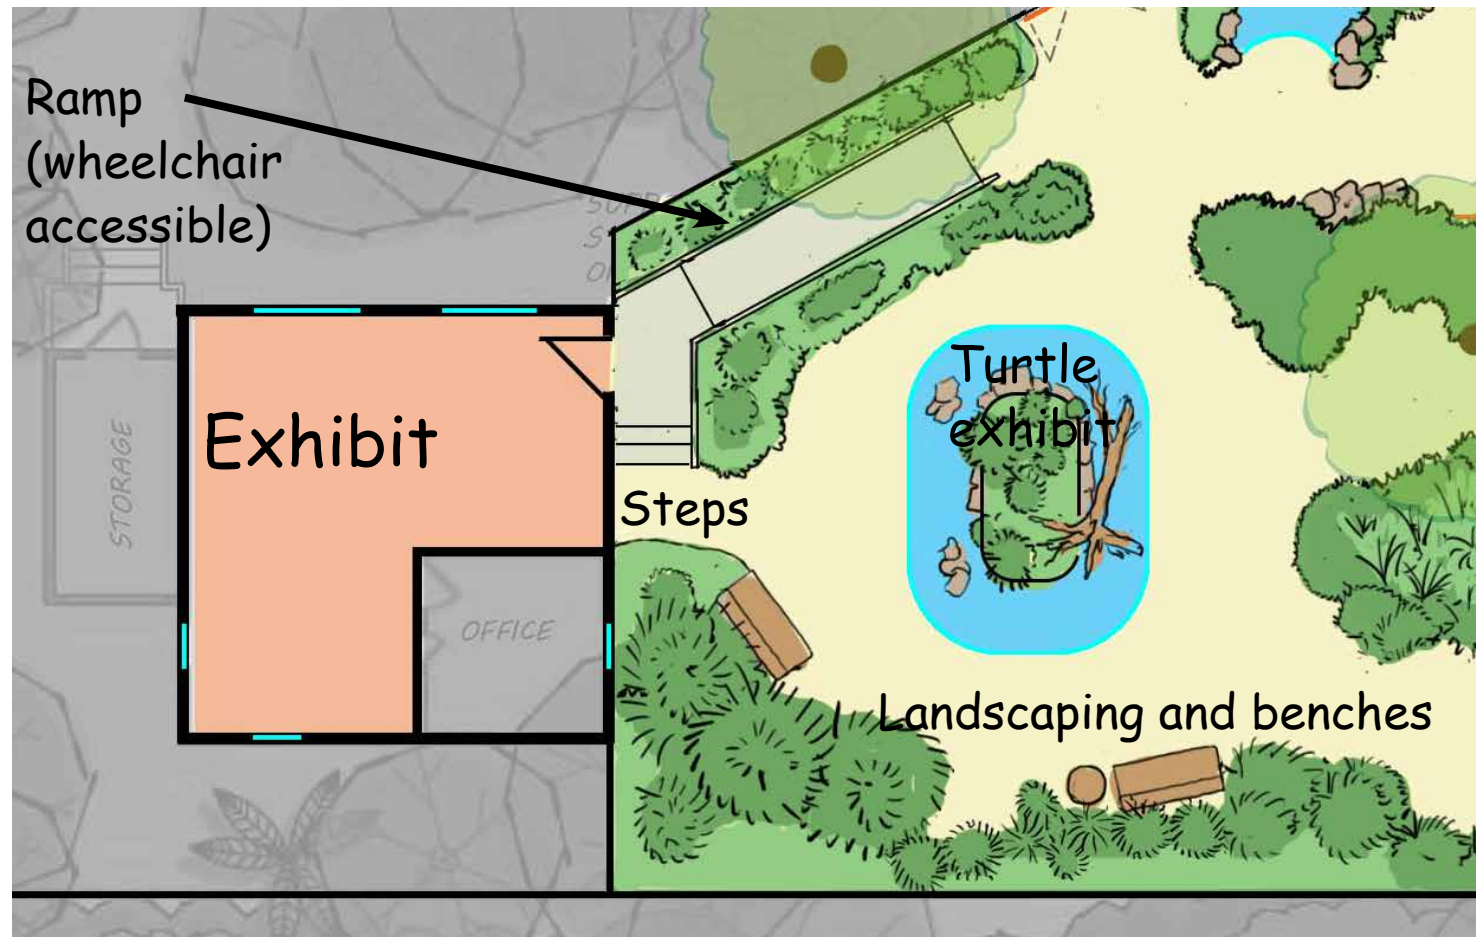 Ramp
(wheelchair
accessible)
Exhibit
STORAGE
Steps
OFFICE
Turtle
exhibit
Landscaping and benches